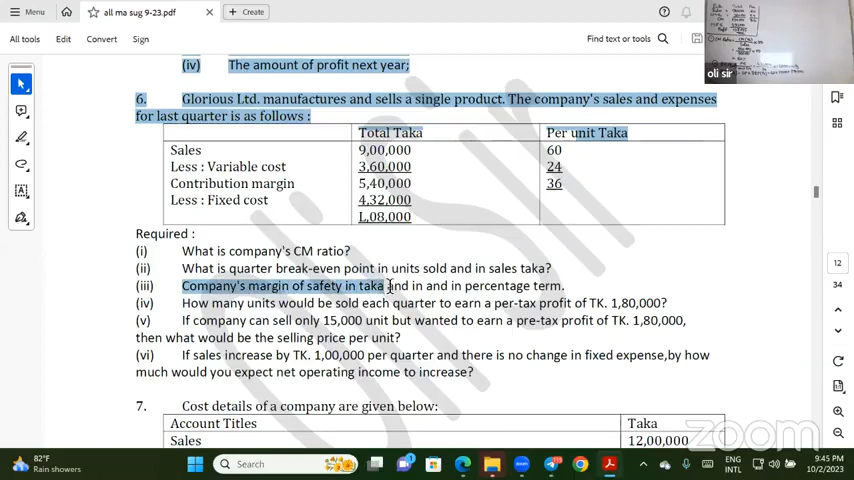 Menu
all ma sug 9-23.pdf
Create
All tools Edit Convert Sign
Find text or tools
oli sir
(iv) The amount of profit next year;
6. Glorious Ltd. manufactures and sells a single product. The company's sales and expenses
for last quarter is as follows :
Total Taka Per unit Taka
Sales 9,00,000 60
Less : Variable cost 3,60,000 24
Contribution margin 5,40,000 36
Less : Fixed cost 4,32,000
L,08,000
Required :
(i) What is company's CM ratio?
(ii) What is quarter break-even point in units sold and in sales taka?
(iii) Company's margin of safety in taka and in and in percentage term.
(iv) How many units would be sold each quarter to earn a per-tax profit of TK. 1,80,000?
(v) If company can sell only 15,000 unit but wanted to earn a pre-tax profit of TK. 1,80,000,
then what would be the selling price per unit?
(vi) If sales increase by TK. 1,00,000 per quarter and there is no change in fixed expense,by how
much would you expect net operating income to increase?
7. Cost details of a company are given below:
Account Titles Taka
Sales 12,00,000
Oli Sir
12
34
zoom
82°F
Rain showers
Search
ENG
INTL
9:45 PM
10/2/2023